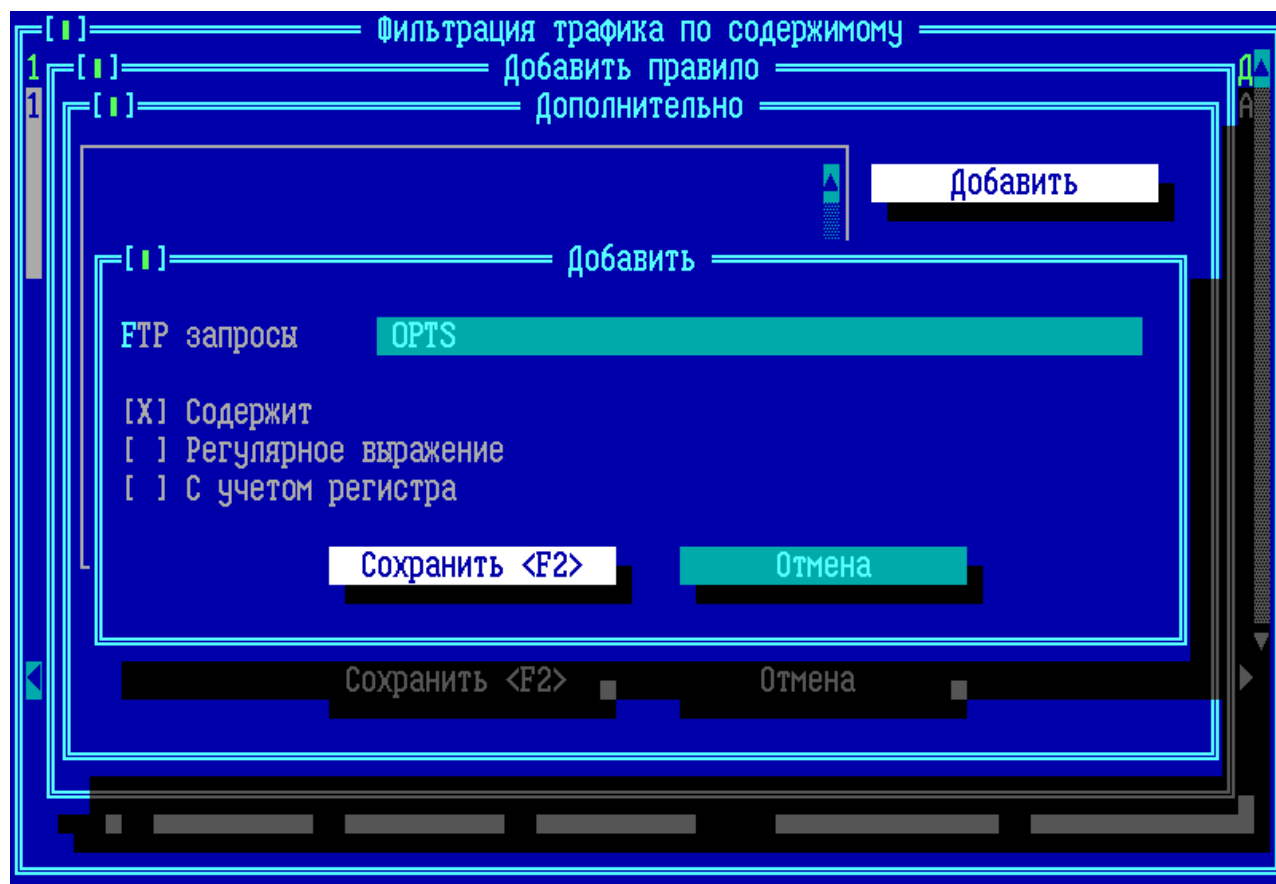 Фильтрация трафика по содержимому
1 Добавить правило Д
1 Дополнительно А
Добавить
Добавить
FTP запросы OPTS
[X] Содержит
[ ] Регулярное выражение
[ ] С учетом регистра
Сохранить <F2> Отмена
Сохранить <F2> Отмена